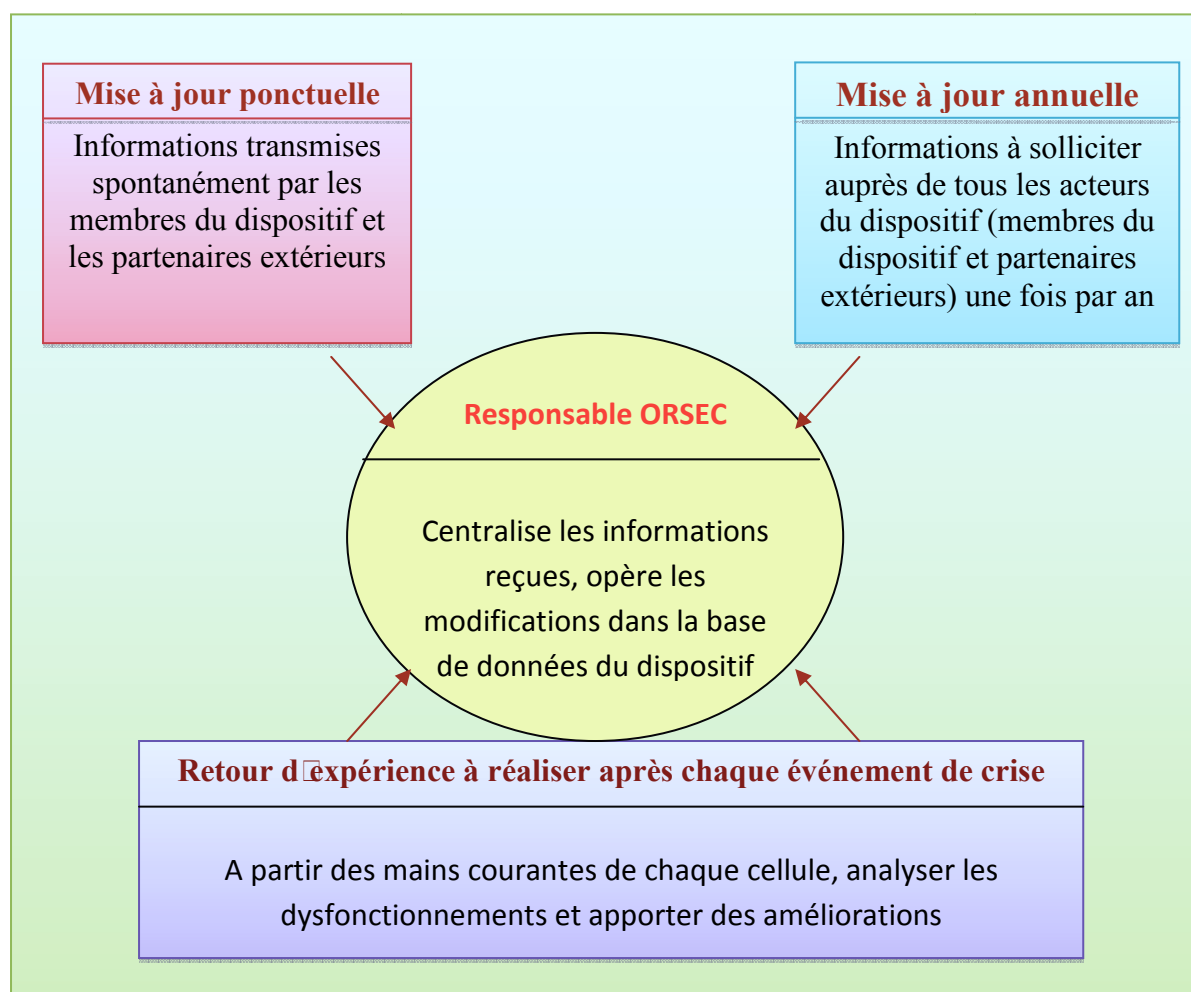 Mise à jour ponctuelle
Informations transmises
spontanément par les
membres du dispositif et
les partenaires extérieurs
Mise à jour annuelle
Informations à solliciter
auprès de tous les acteurs
du dispositif (membres du
dispositif et partenaires
extérieurs) une fois par an
Responsable ORSEC
Centralise les informations
reçues, opère les
modifications dans la base
de données du dispositif
Retour d□expérience à réaliser après chaque événement de crise
A partir des mains courantes de chaque cellule, analyser les
dysfonctionnements et apporter des améliorations